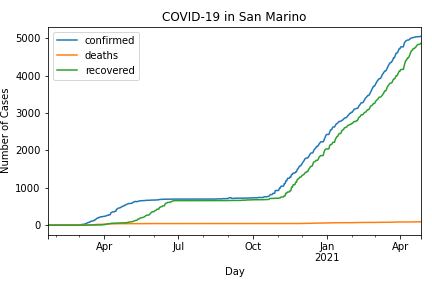 COVID-19 in San Marino
confirmed
deaths
recovered
Number of Cases
5000
4000
3000
2000
1000
0
Apr
Jul
Oct
Jan
2021
Apr
Day